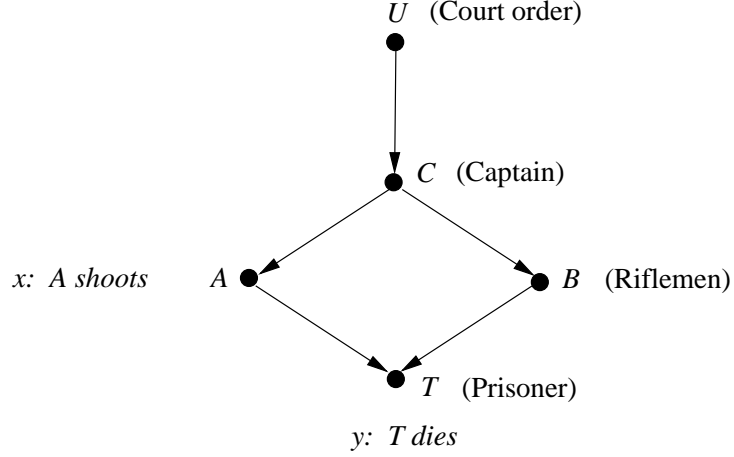 U (Court order)
C (Captain)
x: A shoots A B (Riflemen)
T (Prisoner)
y: T dies